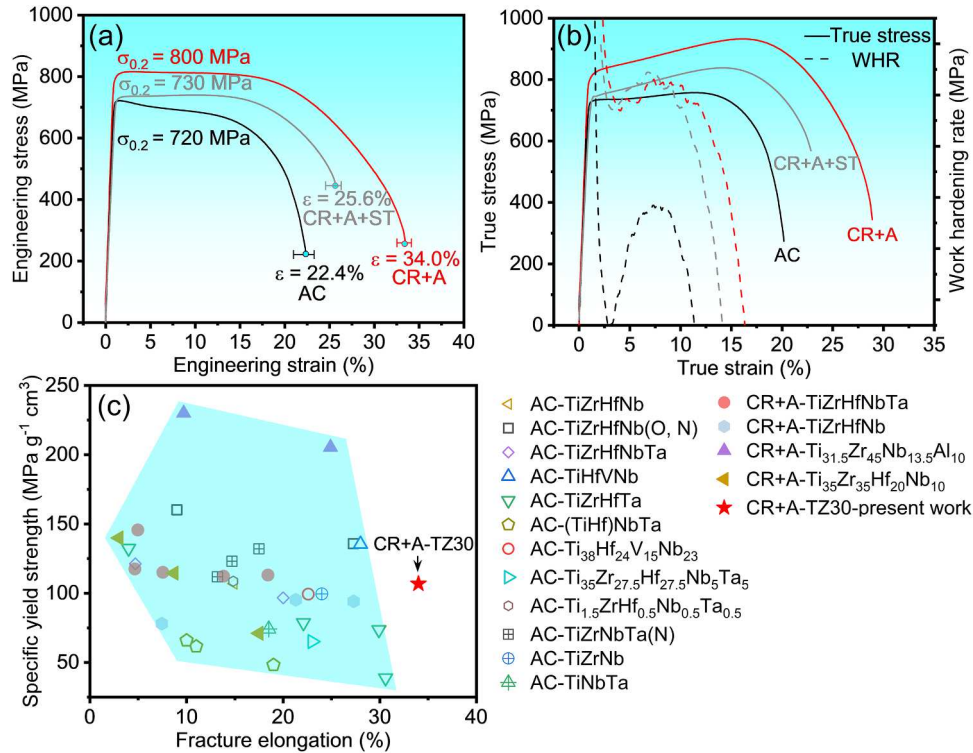 (a)
σ0.2 = 800 MPa
σ0.2 = 730 MPa
σ0.2 = 720 MPa
ε = 25.6%
CR+A+ST
ε = 22.4%
AC
ε = 34.0%
CR+A
Engineering stress (MPa)
1000
800
600
400
200
0
0 5 10 15 20 25 30 35 40
Engineering strain (%)
(b)
True stress
WHR
CR+A+ST
AC
CR+A
True stress (MPa)
1000
800
600
400
200
0
0 5 10 15 20 25 30 35
True strain (%)
Work hardening rate (MPa)
(c)
CR+A-TZ30
Specific yield strength (MPa g⁻¹ cm³)
250
200
150
100
50
0 10 20 30 40
Fracture elongation (%)
AC-TiZrHfNb
AC-TiZrHfNb(O, N)
AC-TiZrHfNbTa
AC-TiHfVNb
AC-TiZrHfTa
AC-(TiHf)NbTa
AC-Ti38Hf24V15Nb23
AC-Ti35Zr27.5Hf27.5Nb5Ta5
AC-Ti1.5ZrHf0.5Nb0.5Ta0.5
AC-TiZrNbTa(N)
AC-TiZrNb
AC-TiNbTa
CR+A-TiZrHfNbTa
CR+A-TiZrHfNb
CR+A-Ti31.5Zr45Nb13.5Al10
CR+A-Ti35Zr35Hf20Nb10
CR+A-TZ30-present work